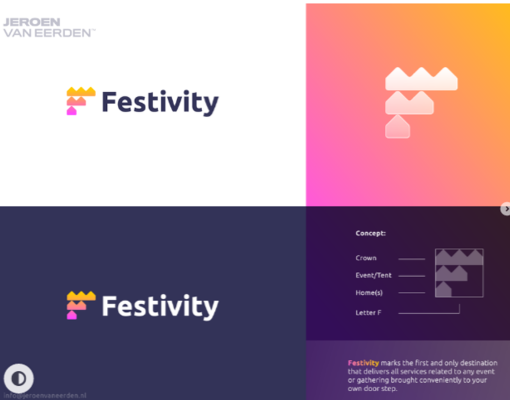 JEROEN
VAN EERDEN™
Festivity
Festivity
Concept:
Crown
Event/Tent
Home(s)
Letter F
Festivity marks the first and only destination
that delivers all services related to any event
or gathering brought conveniently to your
own door step.
info@jeroenvaneerden.nl